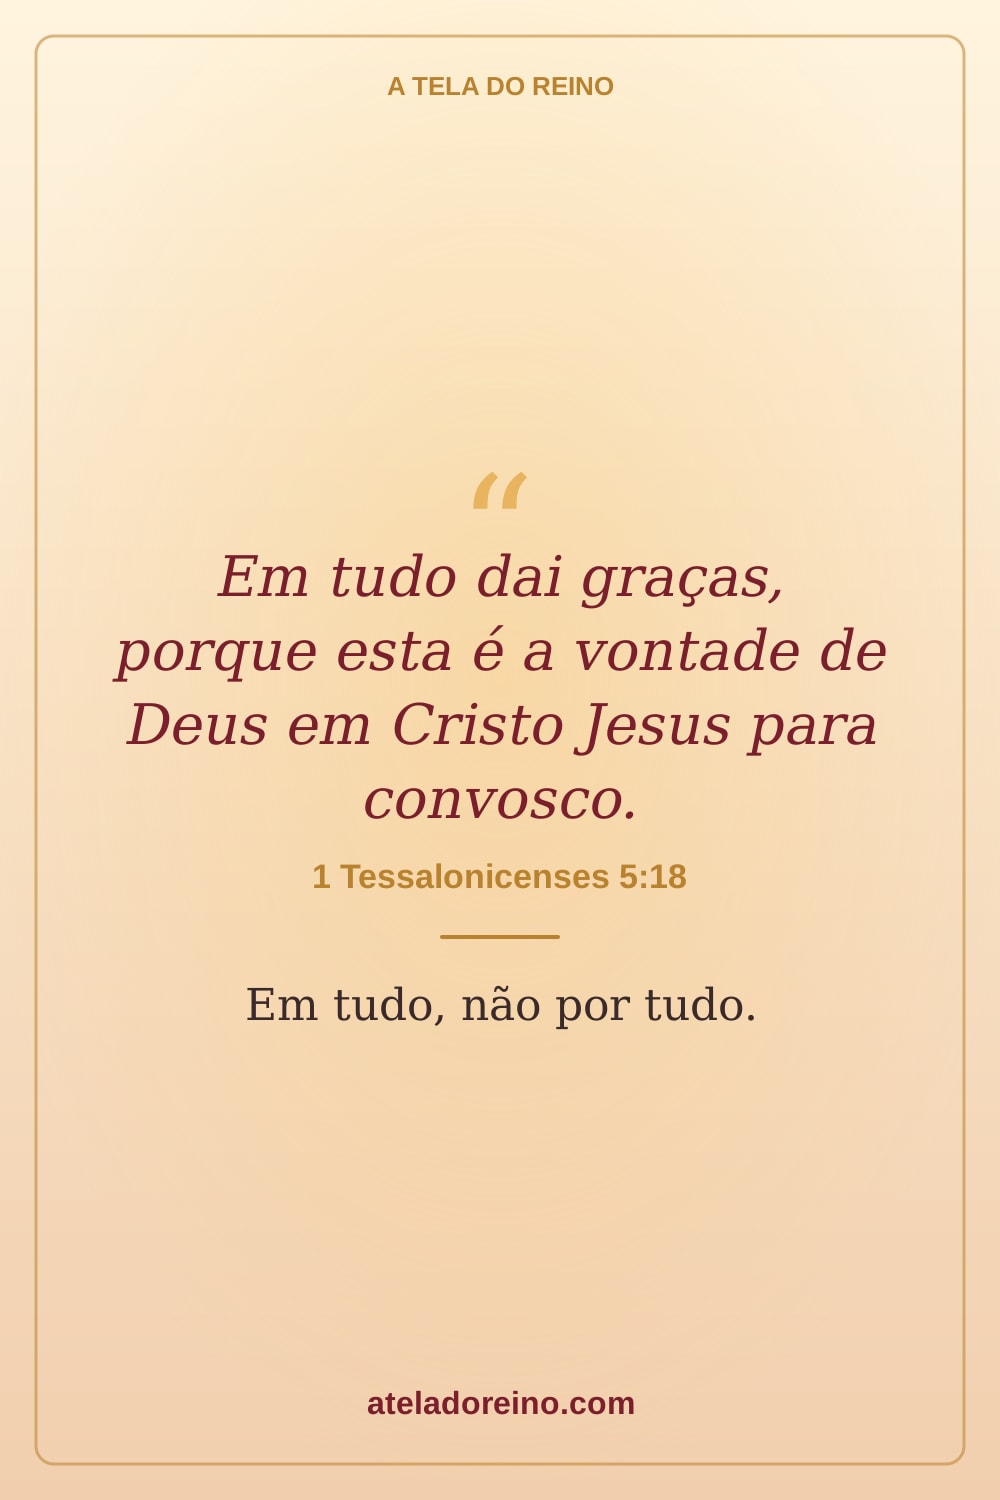 A TELA DO REINO
“
Em tudo dai graças,
porque esta é a vontade de
Deus em Cristo Jesus para
convosco.
1 Tessalonicenses 5:18
Em tudo, não por tudo.
ateladoreino.com